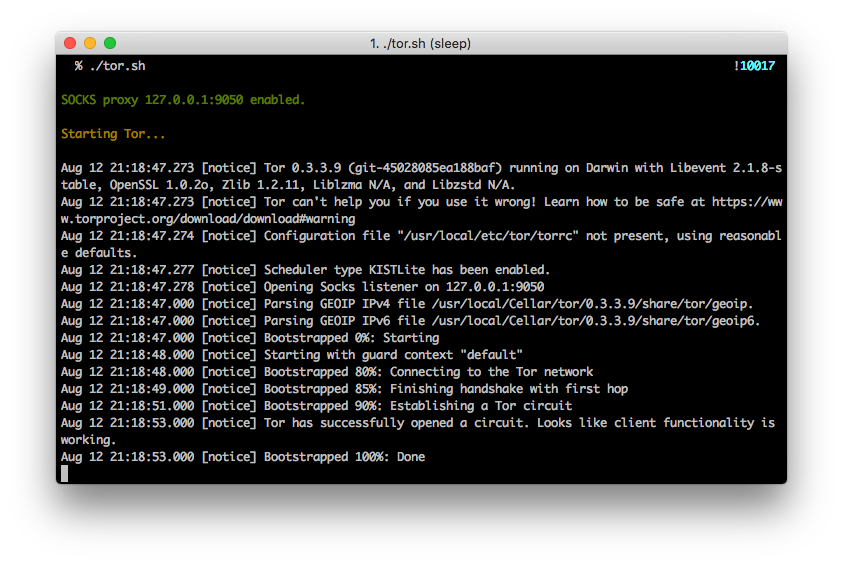 1. ./tor.sh (sleep)
% ./tor.sh !10017
SOCKS proxy 127.0.0.1:9050 enabled.
Starting Tor...
Aug 12 21:18:47.273 [notice] Tor 0.3.3.9 (git-45028085ea188baf) running on Darwin with Libevent 2.1.8-s
table, OpenSSL 1.0.2o, Zlib 1.2.11, Liblzma N/A, and Libzstd N/A.
Aug 12 21:18:47.273 [notice] Tor can't help you if you use it wrong! Learn how to be safe at https://ww
w.torproject.org/download/download#warning
Aug 12 21:18:47.274 [notice] Configuration file "/usr/local/etc/tor/torrc" not present, using reasonabl
e defaults.
Aug 12 21:18:47.277 [notice] Scheduler type KISTLite has been enabled.
Aug 12 21:18:47.278 [notice] Opening Socks listener on 127.0.0.1:9050
Aug 12 21:18:47.000 [notice] Parsing GEOIP IPv4 file /usr/local/Cellar/tor/0.3.3.9/share/tor/geoip.
Aug 12 21:18:47.000 [notice] Parsing GEOIP IPv6 file /usr/local/Cellar/tor/0.3.3.9/share/tor/geoip6.
Aug 12 21:18:47.000 [notice] Bootstrapped 0%: Starting
Aug 12 21:18:48.000 [notice] Starting with guard context "default"
Aug 12 21:18:48.000 [notice] Bootstrapped 80%: Connecting to the Tor network
Aug 12 21:18:49.000 [notice] Bootstrapped 85%: Finishing handshake with first hop
Aug 12 21:18:51.000 [notice] Bootstrapped 90%: Establishing a Tor circuit
Aug 12 21:18:53.000 [notice] Tor has successfully opened a circuit. Looks like client functionality is
working.
Aug 12 21:18:53.000 [notice] Bootstrapped 100%: Done